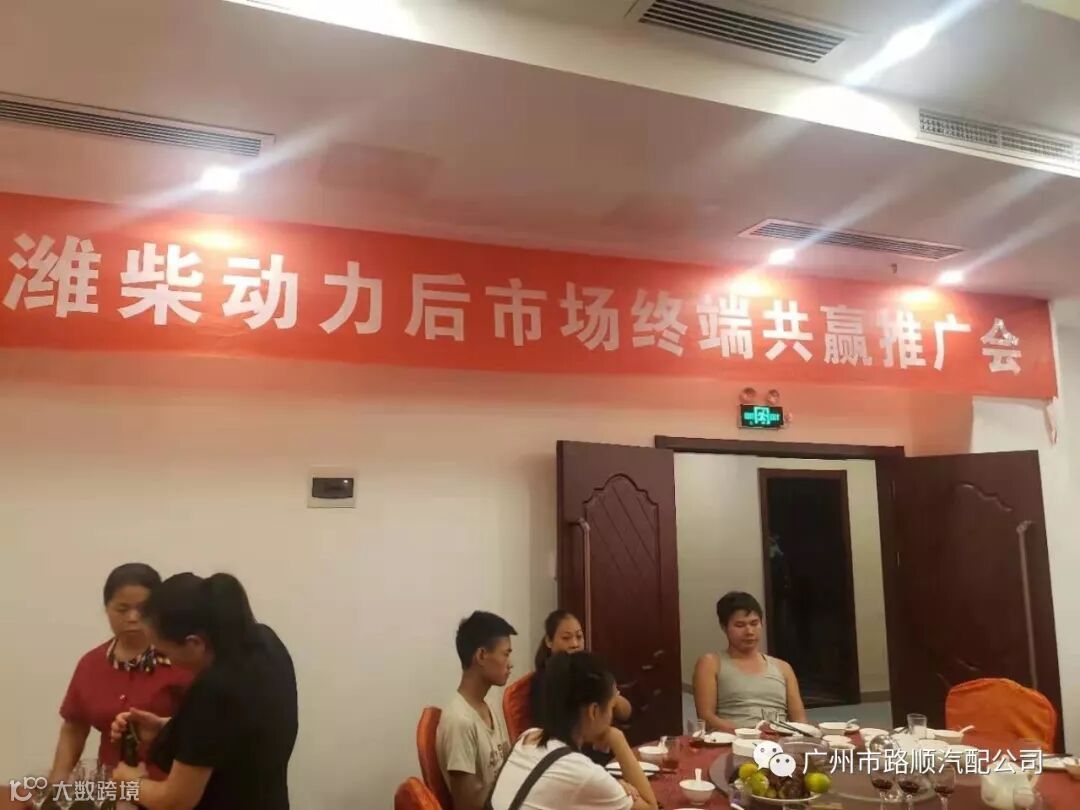 潍柴动力后市场终端共赢推广会
广州市路顺汽配公司
大数跨境